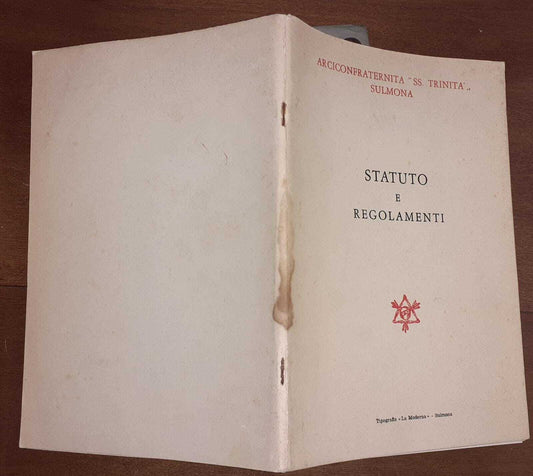 ARCICONFRATERNITA "SS. TRINITA'„
SULMONA
STATUTO
E
REGOLAMENTI
Tipografia «La Moderna» - Sulmona